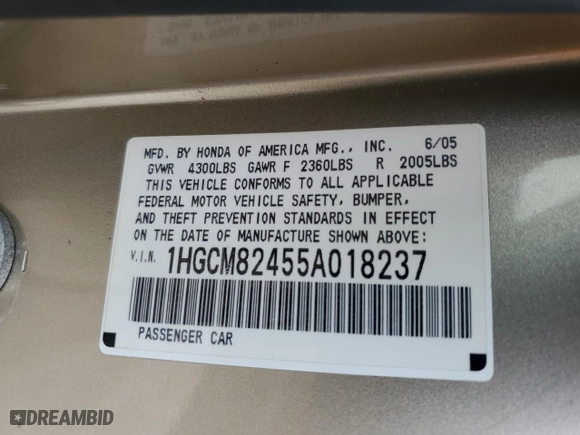 MFD. BY HONDA OF AMERICA MFG., INC. 6/05
GVWR 4300LBS GAWR F 2360LBS R 2005LBS
THIS VEHICLE CONFORMS TO ALL APPLICABLE
FEDERAL MOTOR VEHICLE SAFETY, BUMPER,
AND THEFT PREVENTION STANDARDS IN EFFECT
ON THE DATE OF MANUFACTURE SHOWN ABOVE:
V.I.N. 1HGCM82455A018237
PASSENGER CAR
DREAMBID